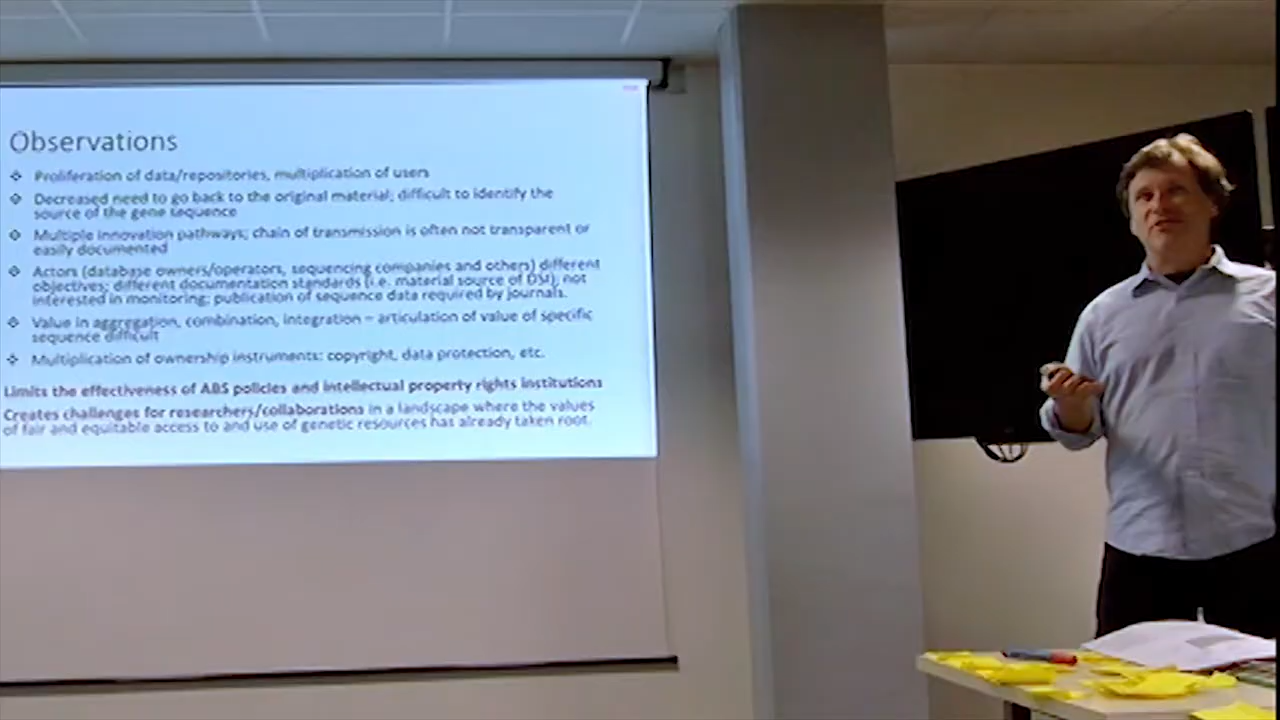 Observations
❖ Proliferation of data/repositories, multiplication of users
❖ Decreased need to go back to the original material; difficult to identify the
source of the gene sequence
❖ Multiple innovation pathways; chain of transmission is often not transparent or
easily documented
❖ Actors (database owners/operators, sequencing companies and others) different
objectives; different documentation standards (i.e. material source of DSI); not
interested in monitoring; publication of sequence data required by journals.
❖ Value in aggregation, combination, integration – articulation of value of specific
sequence difficult
❖ Multiplication of ownership instruments: copyright, data protection, etc.
Limits the effectiveness of ABS policies and intellectual property rights institutions
Creates challenges for researchers/collaborations in a landscape where the values
of fair and equitable access to and use of genetic resources has already taken root.